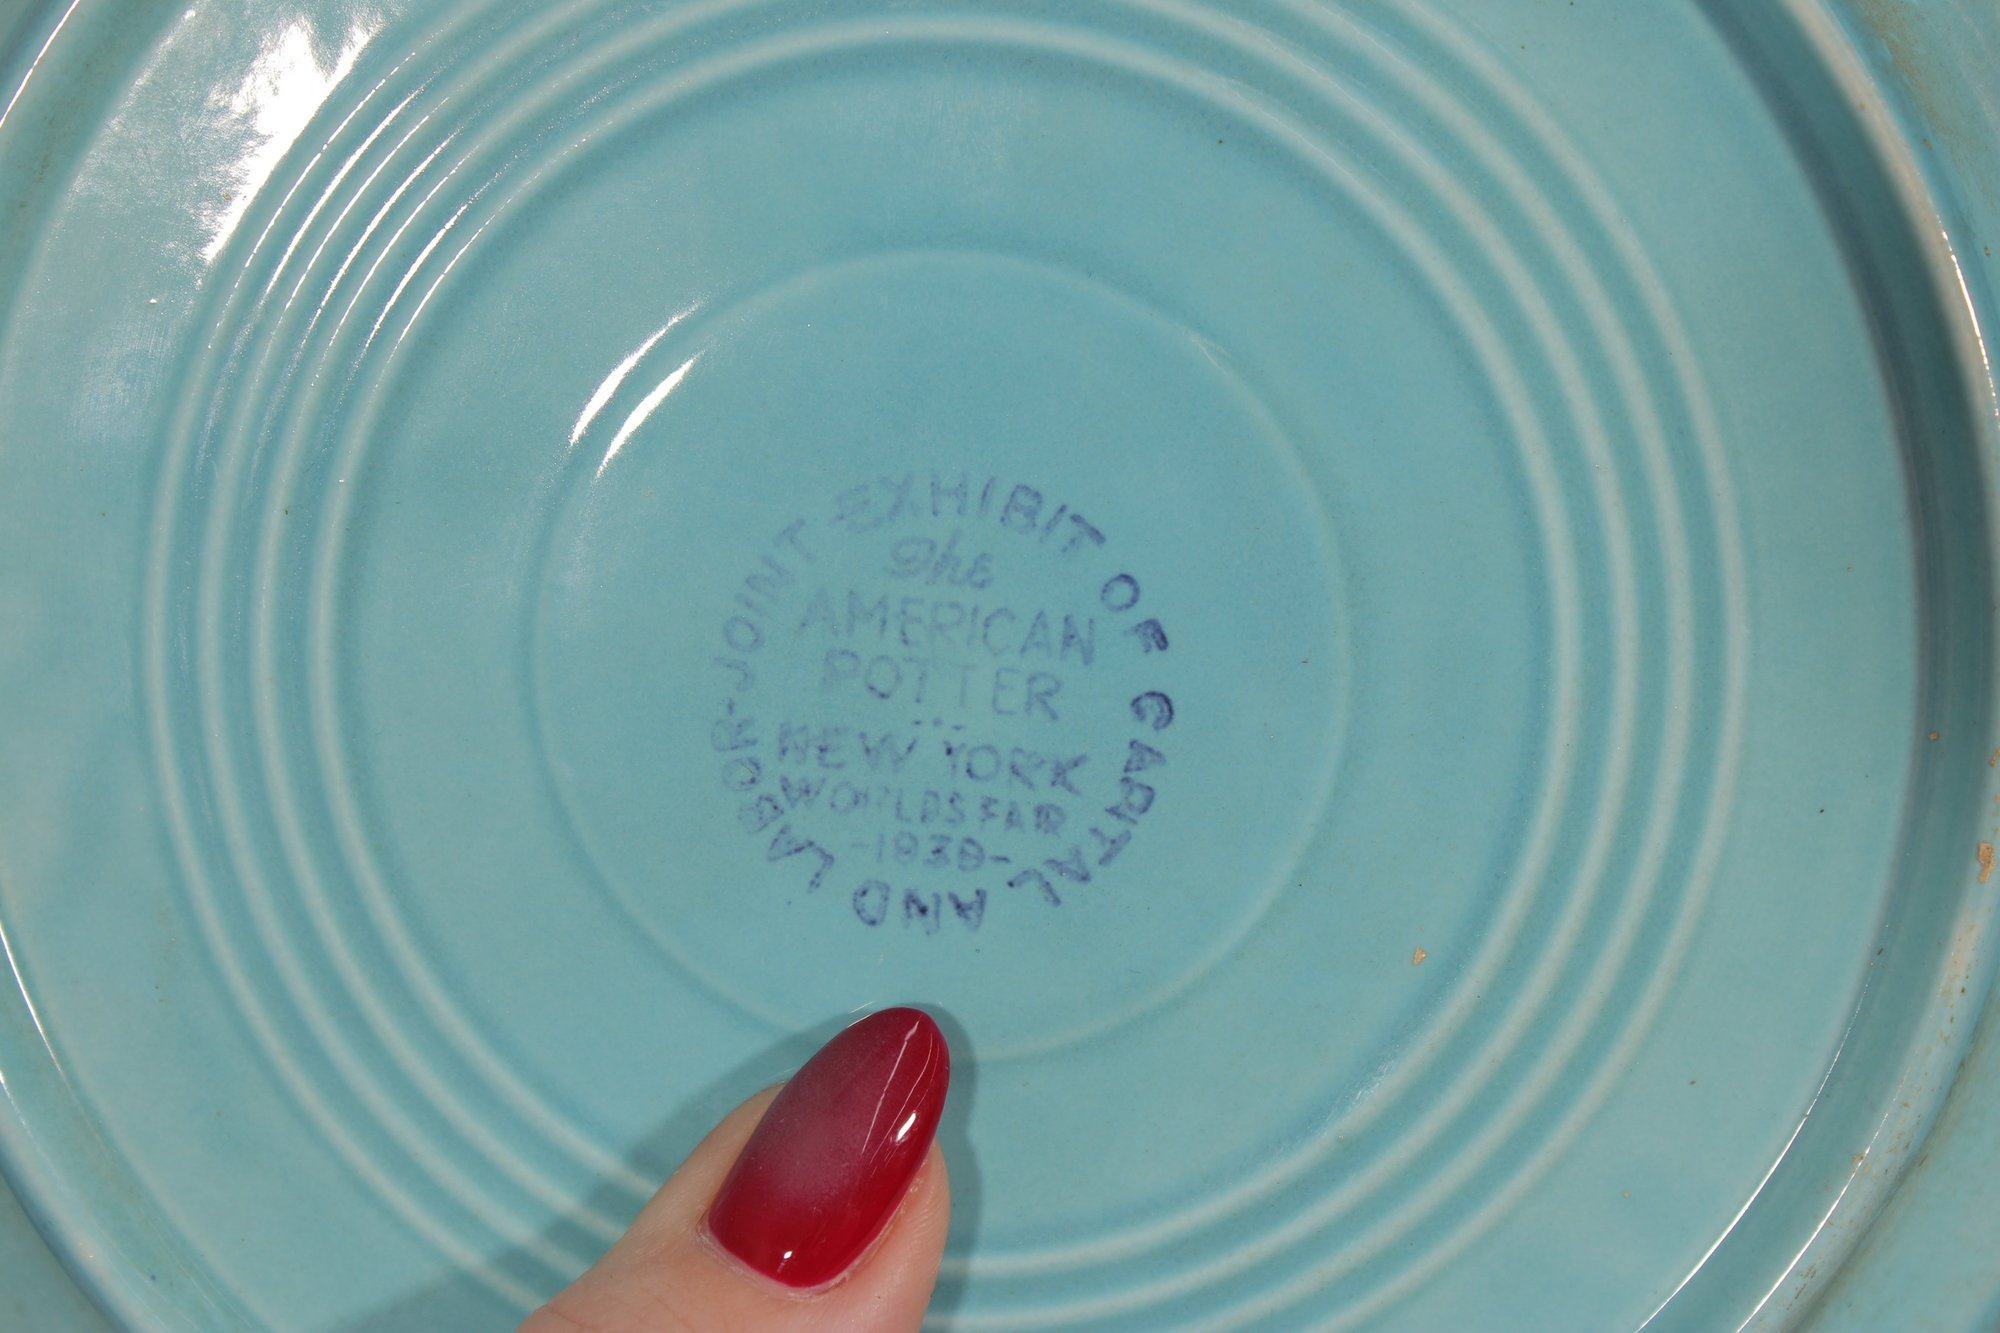 JOINT EXHIBIT OF CAPITAL AND LABOR-
The
AMERICAN
POTTER
...
NEW YORK
WORLDS FAIR
-1939-